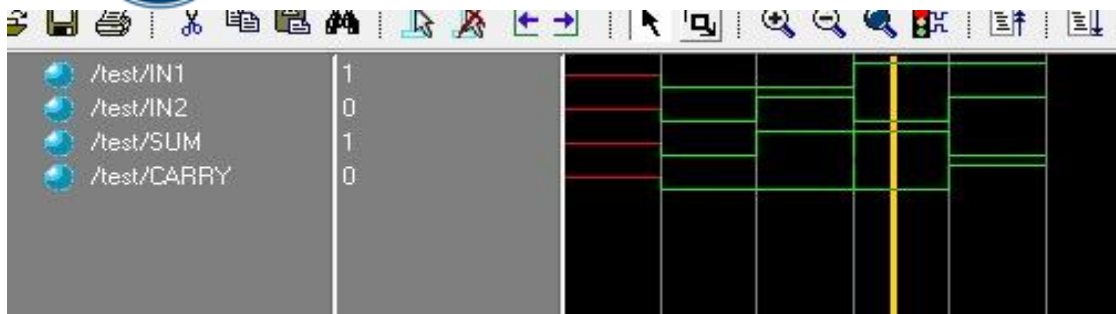 /test/IN1 1
/test/IN2 0
/test/SUM 1
/test/CARRY 0